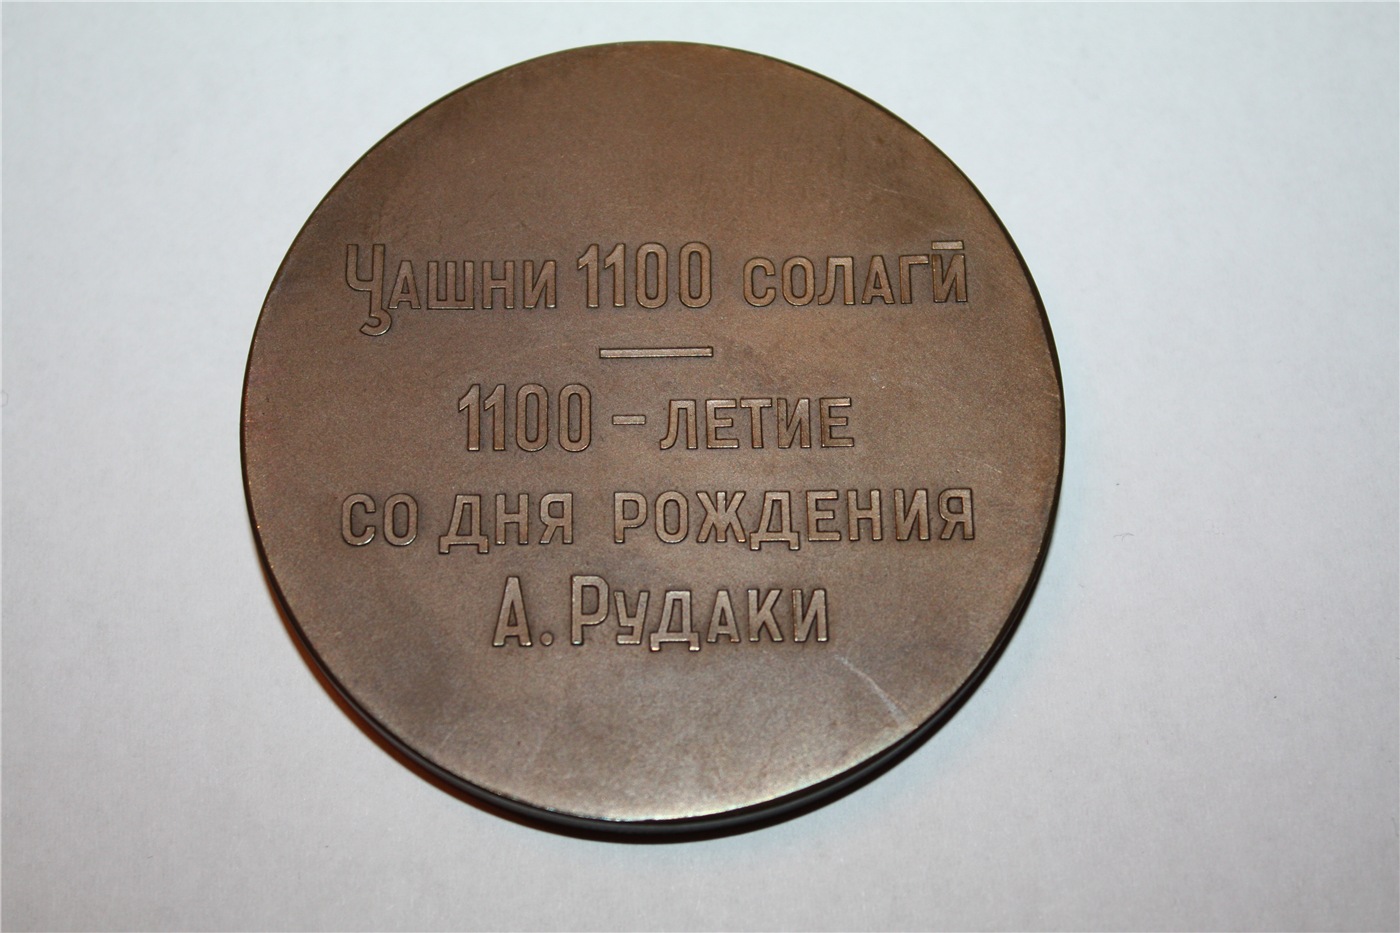 Ҷашни 1100 солагӣ
1100-летие
со дня рождения
А. Рудаки